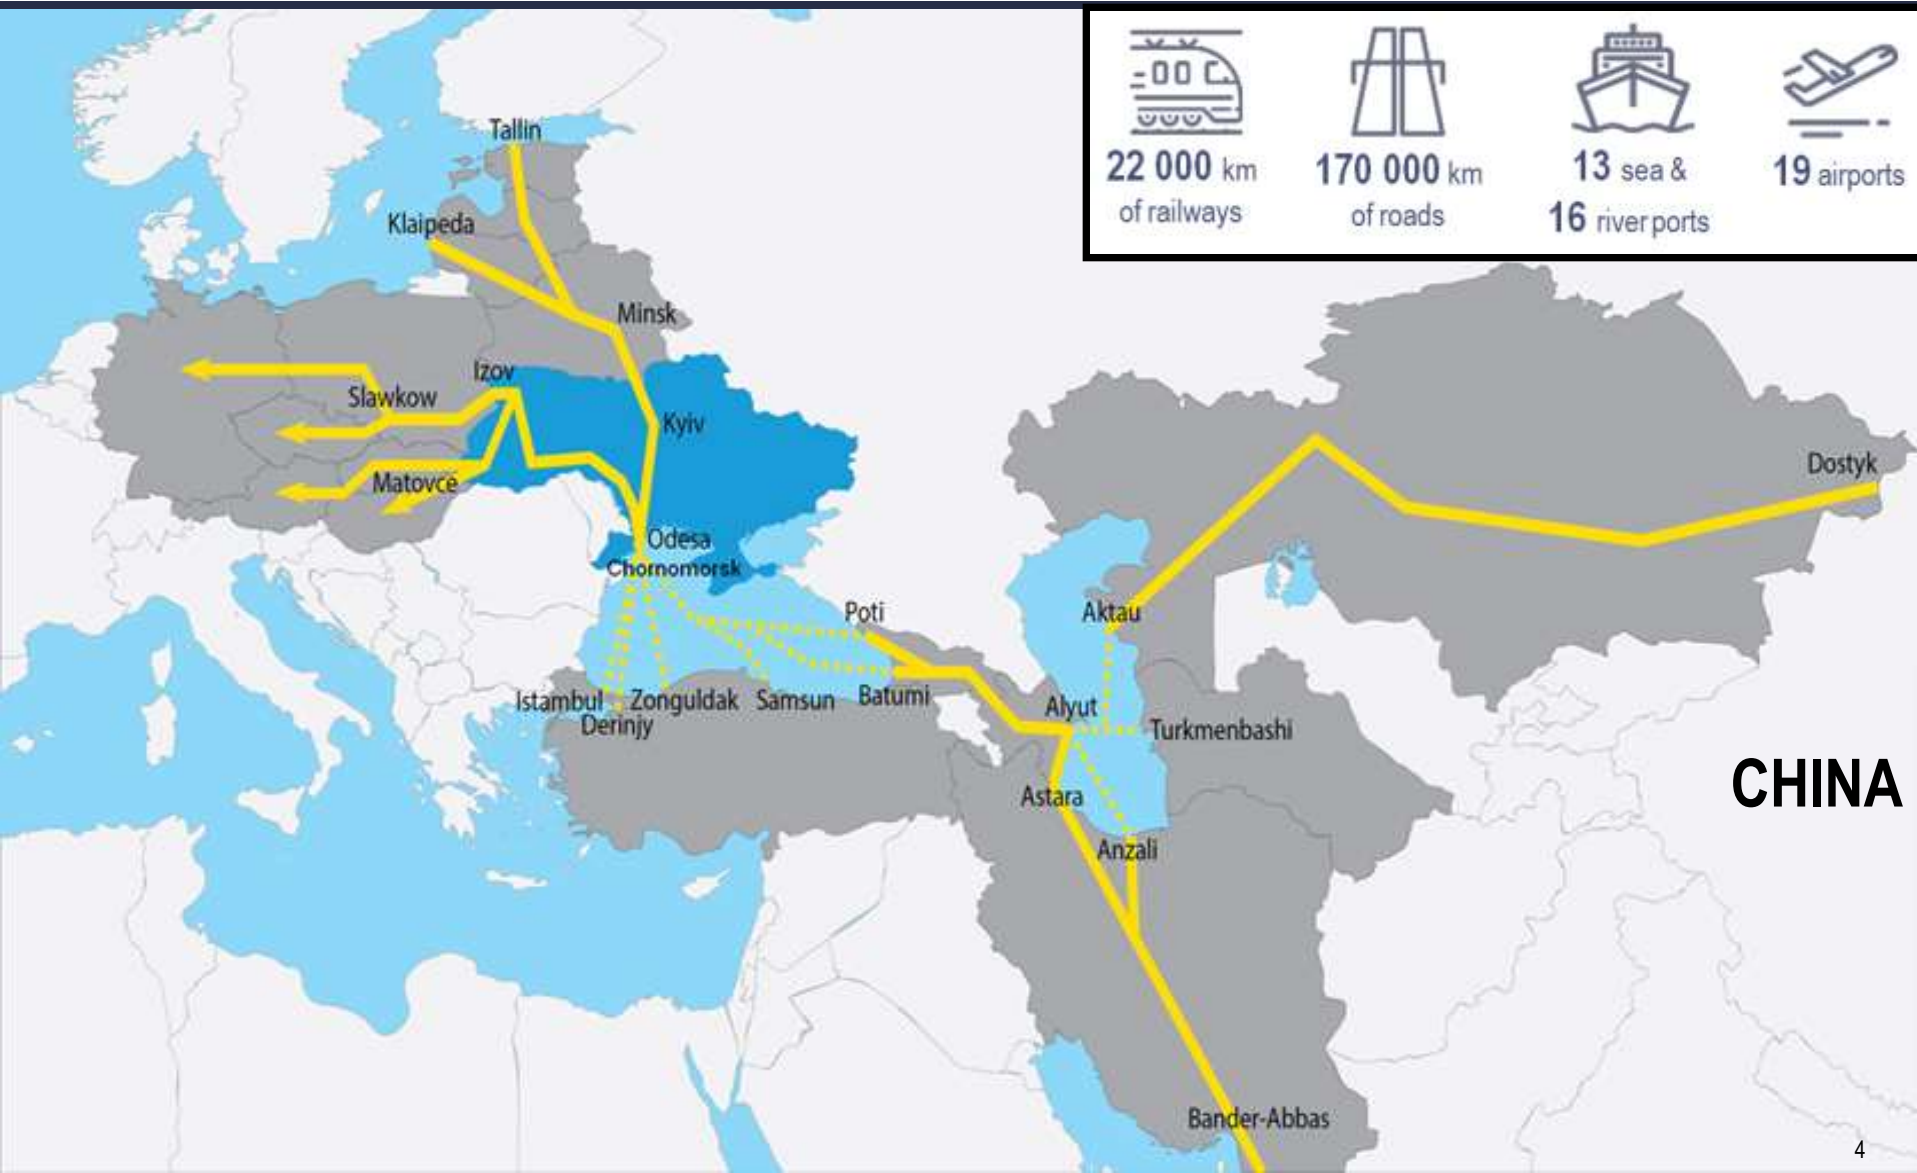 22 000 km
of railways
170 000 km
of roads
13 sea &
16 river ports
19 airports
Tallin
Klaipeda
Minsk
Izov
Slawkow
Kyiv
Matovce
Dostyk
Odesa
Chornomorsk
Poti
Aktau
Istambul
Zonguldak
Samsun
Batumi
Alyut
Derinjy
Turkmenbashi
CHINA
Astara
Anzali
Bander-Abbas
4